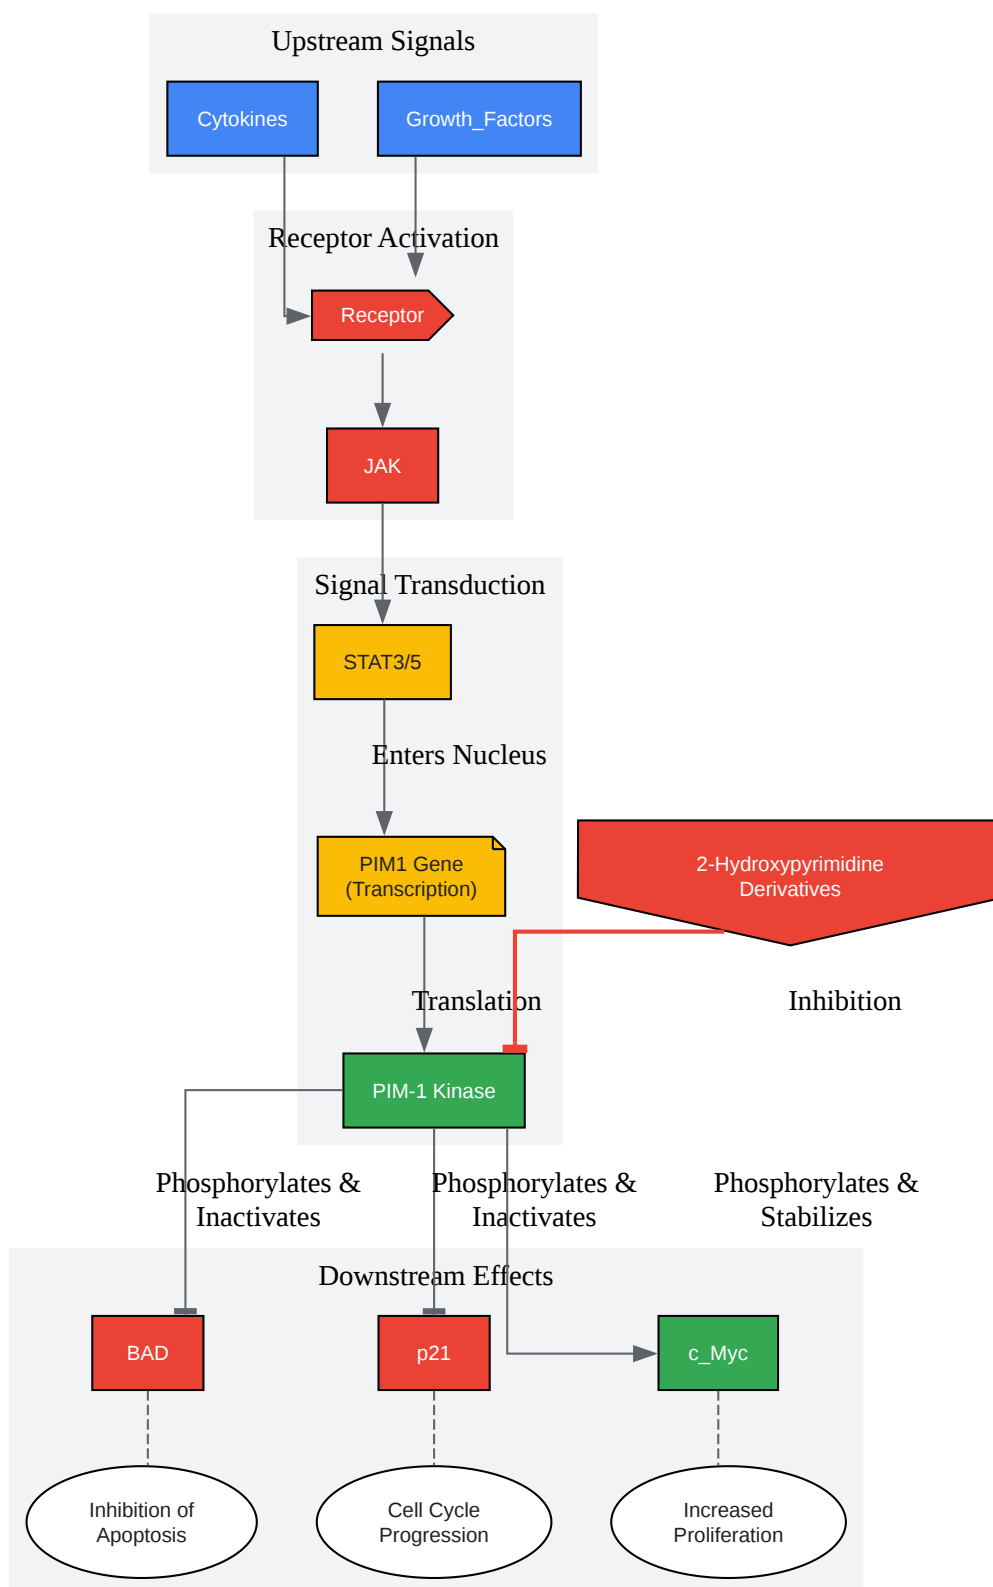 Upstream Signals
Cytokines
Growth_Factors
Receptor Activation
Receptor
JAK
Signal Transduction
STAT3/5
Enters Nucleus
PIM1 Gene
(Transcription)
2-Hydroxypyrimidine
Derivatives
Translation
Inhibition
PIM-1 Kinase
Phosphorylates &
Inactivates
Phosphorylates &
Inactivates
Phosphorylates &
Stabilizes
Downstream Effects
BAD
p21
c_Myc
Inhibition of
Apoptosis
Cell Cycle
Progression
Increased
Proliferation